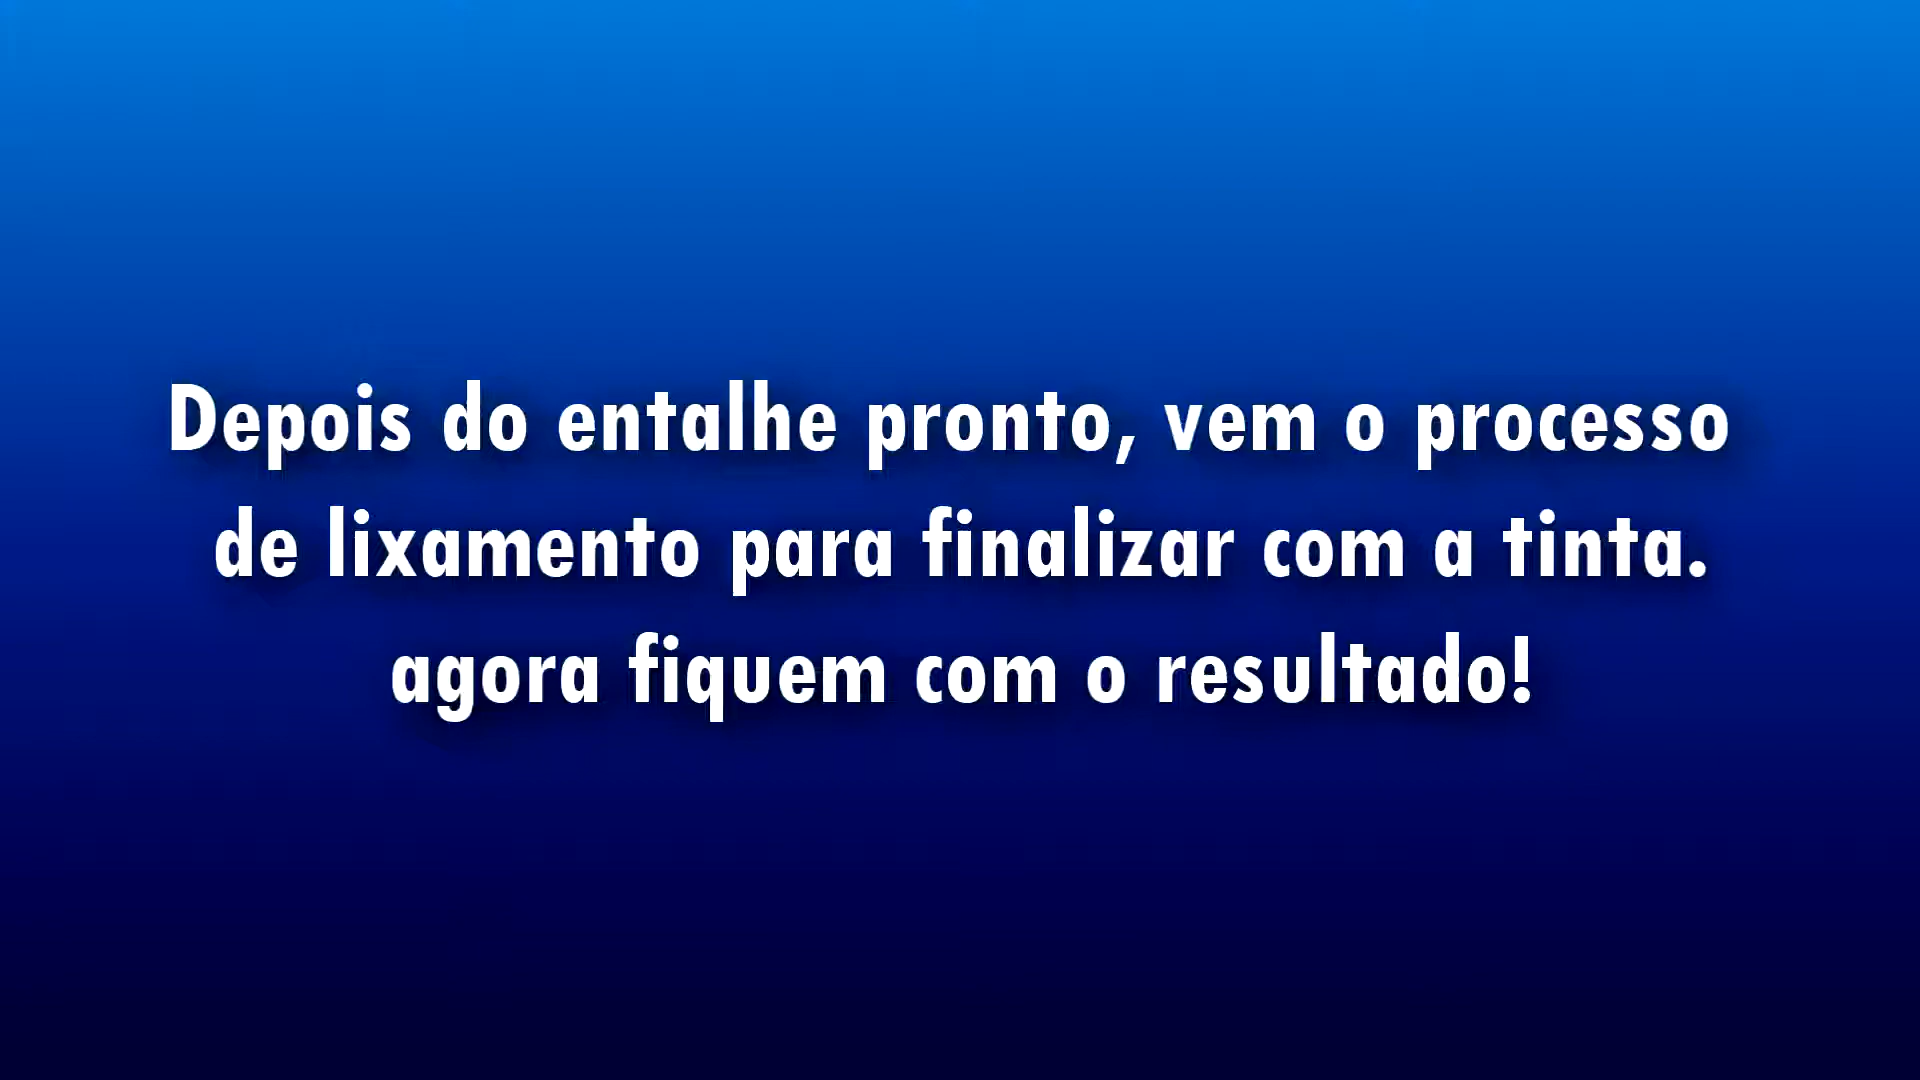 Depois do entalhe pronto, vem o processo
de lixamento para finalizar com a tinta.
agora fiquem com o resultado!